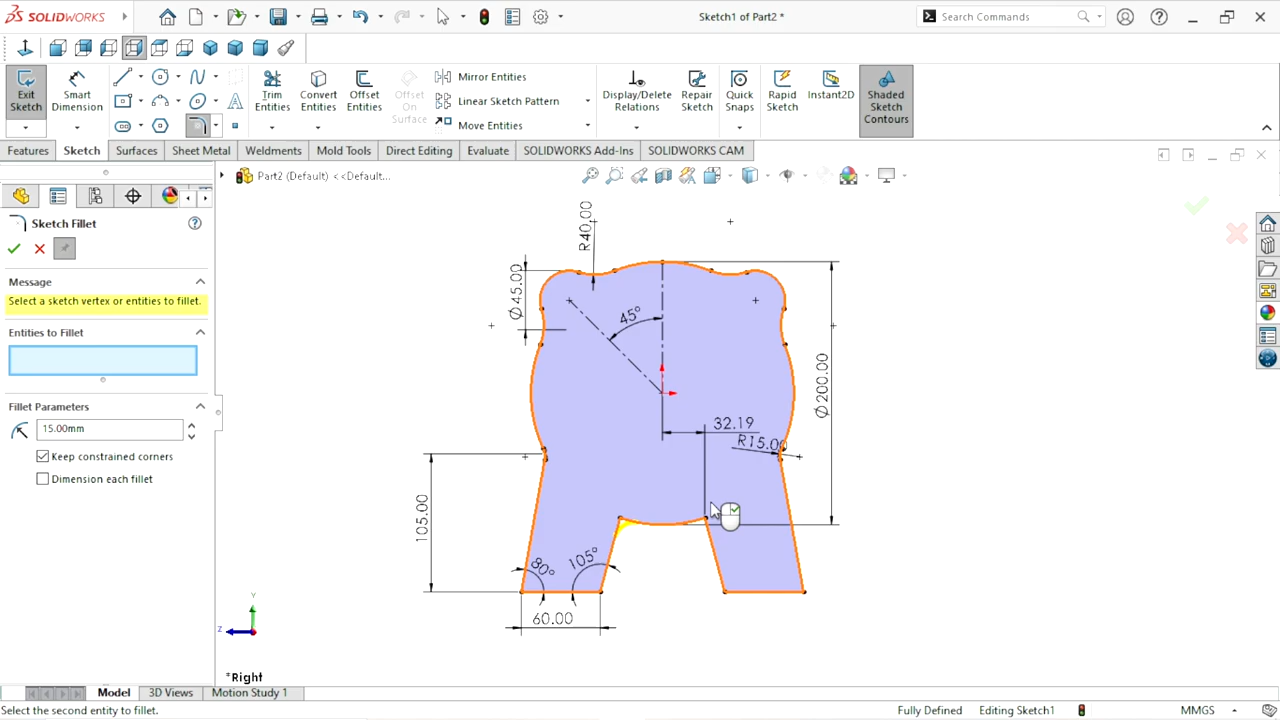 SOLIDWORKS
Sketch1 of Part2 *
Search Commands
Exit Sketch
Smart Dimension
Trim Entities
Convert Entities
Offset Entities
Offset On Surface
Mirror Entities
Linear Sketch Pattern
Move Entities
Display/Delete Relations
Repair Sketch
Quick Snaps
Rapid Sketch
Instant2D
Shaded Sketch Contours
Features
Sketch
Surfaces
Sheet Metal
Weldments
Mold Tools
Direct Editing
Evaluate
SOLIDWORKS Add-Ins
SOLIDWORKS CAM
Part2 (Default) <<Default...
Sketch Fillet
Message
Select a sketch vertex or entities to fillet.
Entities to Fillet
Fillet Parameters
15.00mm
Keep constrained corners
Dimension each fillet
R40.00
Ø45.00
45°
Ø200.00
32.19
R15.00
105.00
80°
105°
60.00
Y
Z
*Right
Model
3D Views
Motion Study 1
Select the second entity to fillet.
Fully Defined
Editing Sketch1
MMGS